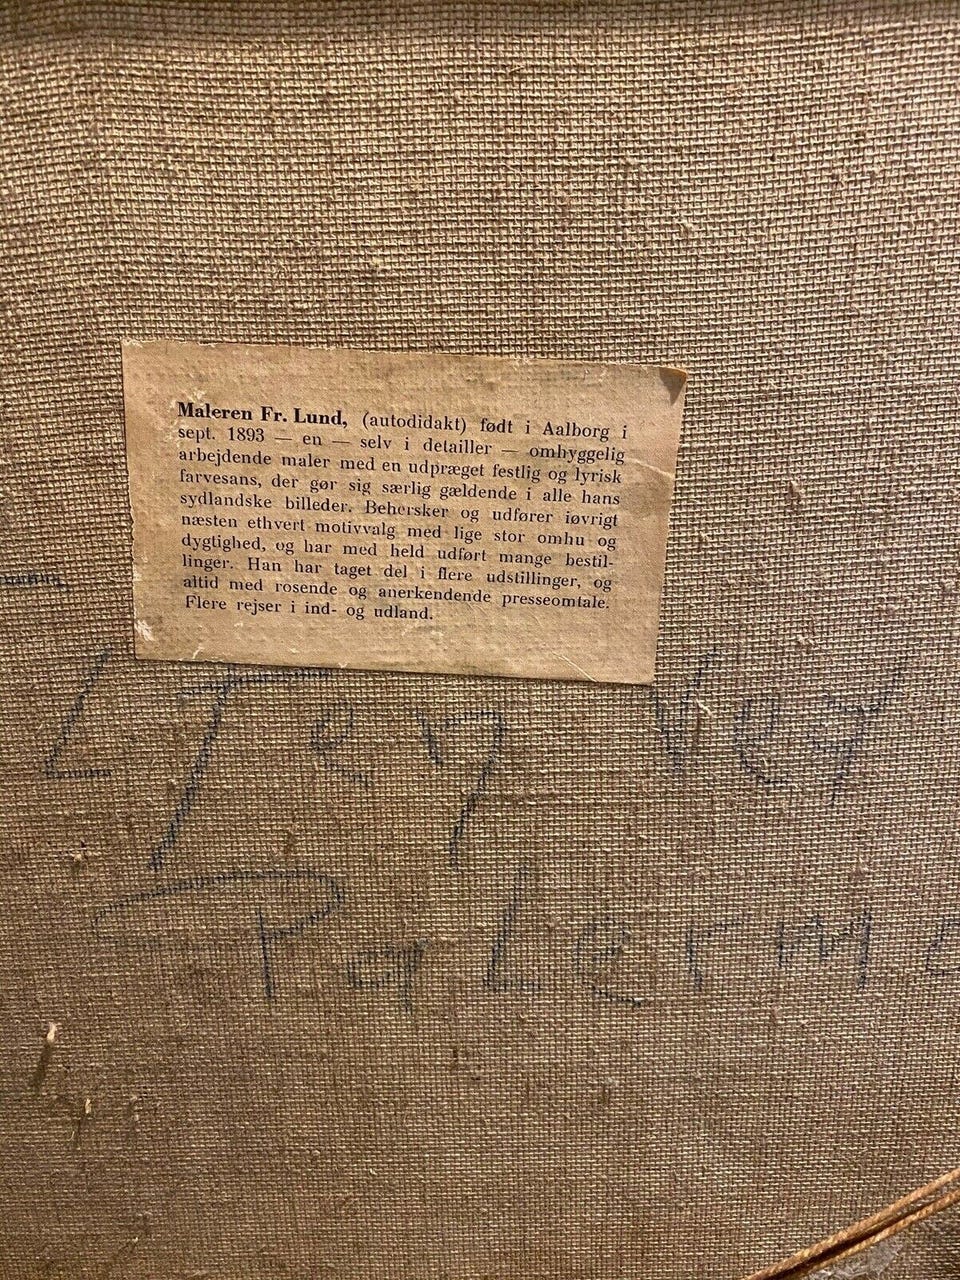 Maleren Fr. Lund, (autodidakt) født i Aalborg i
sept. 1893 — en — selv i detailler — omhyggelig
arbejdende maler med en udpræget festlig og lyrisk
farvesans, der gør sig særlig gældende i alle hans
sydlandske billeder. Behersker og udfører iøvrigt
næsten ethvert motivvalg med lige stor omhu og
dygtighed, og har med held udført mange bestil-
linger. Han har taget del i flere udstillinger, og
altid med rosende og anerkendende presseomtale.
Flere rejser i ind- og udland.
Ved
Palermo